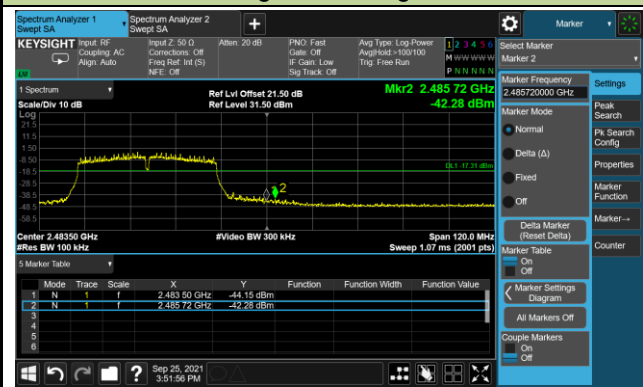 Spectrum Analyzer 1
Swept SA
Spectrum Analyzer 2
Swept SA
+
Marker
KEYSIGHT
Input: RF
Coupling: AC
Align: Auto
Input Z: 50 Ω
Corrections: Off
Freq Ref: Int (S)
NFE: Off
Atten: 20 dB
PNO: Fast
Gate: Off
IF Gain: Low
Sig Track: Off
Avg Type: Log-Power
Avg|Hold:>100/100
Trig: Free Run
1 2 3 4 5 6
M W W W W W
P N N N N N
Select Marker
Marker 2
1 Spectrum
Scale/Div 10 dB
Ref Lvl Offset 21.50 dB
Ref Level 31.50 dBm
Mkr2 2.485 72 GHz
-42.28 dBm
Log
21.5
11.5
1.50
-8.50
-18.5
-28.5
-38.5
-48.5
-58.5
DL1 -17.31 dBm
2
Center 2.48350 GHz
#Res BW 100 kHz
#Video BW 300 kHz
Span 120.0 MHz
Sweep 1.07 ms (2001 pts)
5 Marker Table
Mode Trace Scale X Y Function Function Width Function Value
1 N 1 f 2.483 50 GHz -44.15 dBm
2 N 1 f 2.485 72 GHz -42.28 dBm
3
4
5
6
Marker Frequency
2.485720000 GHz
Marker Mode
Normal
Delta (Δ)
Fixed
Off
Delta Marker
(Reset Delta)
Marker Table
On
Off
Marker Settings
Diagram
All Markers Off
Couple Markers
On
Off
Settings
Peak
Search
Pk Search
Config
Properties
Marker
Function
Marker→
Counter
?
Sep 25, 2021
3:51:56 PM